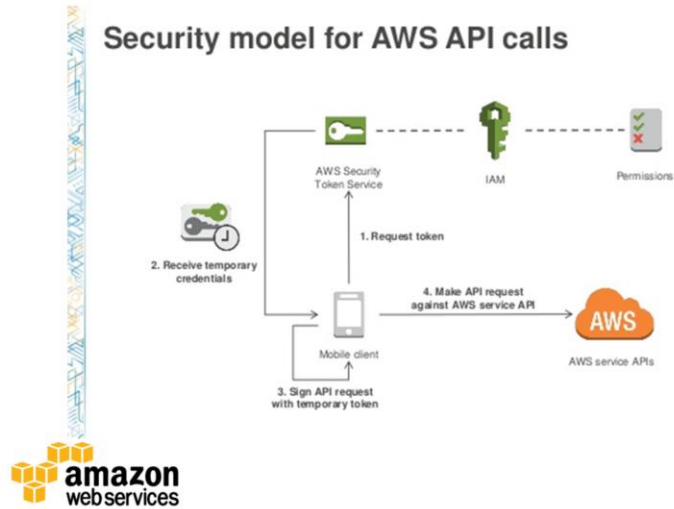 Security model for AWS API calls
AWS Security
Token Service
IAM
Permissions
1. Request token
2. Receive temporary
credentials
4. Make API request
against AWS service API
AWS
Mobile client
AWS service APIs
3. Sign API request
with temporary token
amazon
webservices